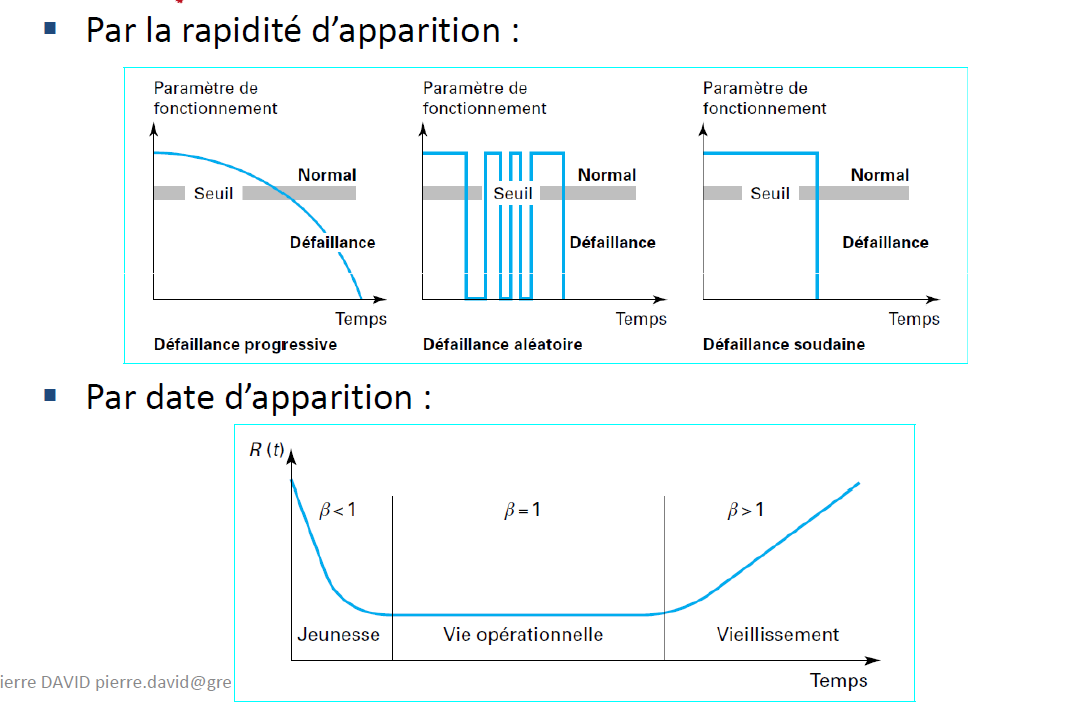 Par la rapidité d’apparition :
Paramètre de
fonctionnement
Normal
Seuil
Défaillance
Temps
Défaillance progressive
Paramètre de
fonctionnement
Normal
Seuil
Défaillance
Temps
Défaillance aléatoire
Paramètre de
fonctionnement
Normal
Seuil
Défaillance
Temps
Défaillance soudaine
Par date d’apparition :
R (t)
β < 1
β = 1
β > 1
Jeunesse
Vie opérationnelle
Vieillissement
Temps
ierre DAVID pierre.david@gre